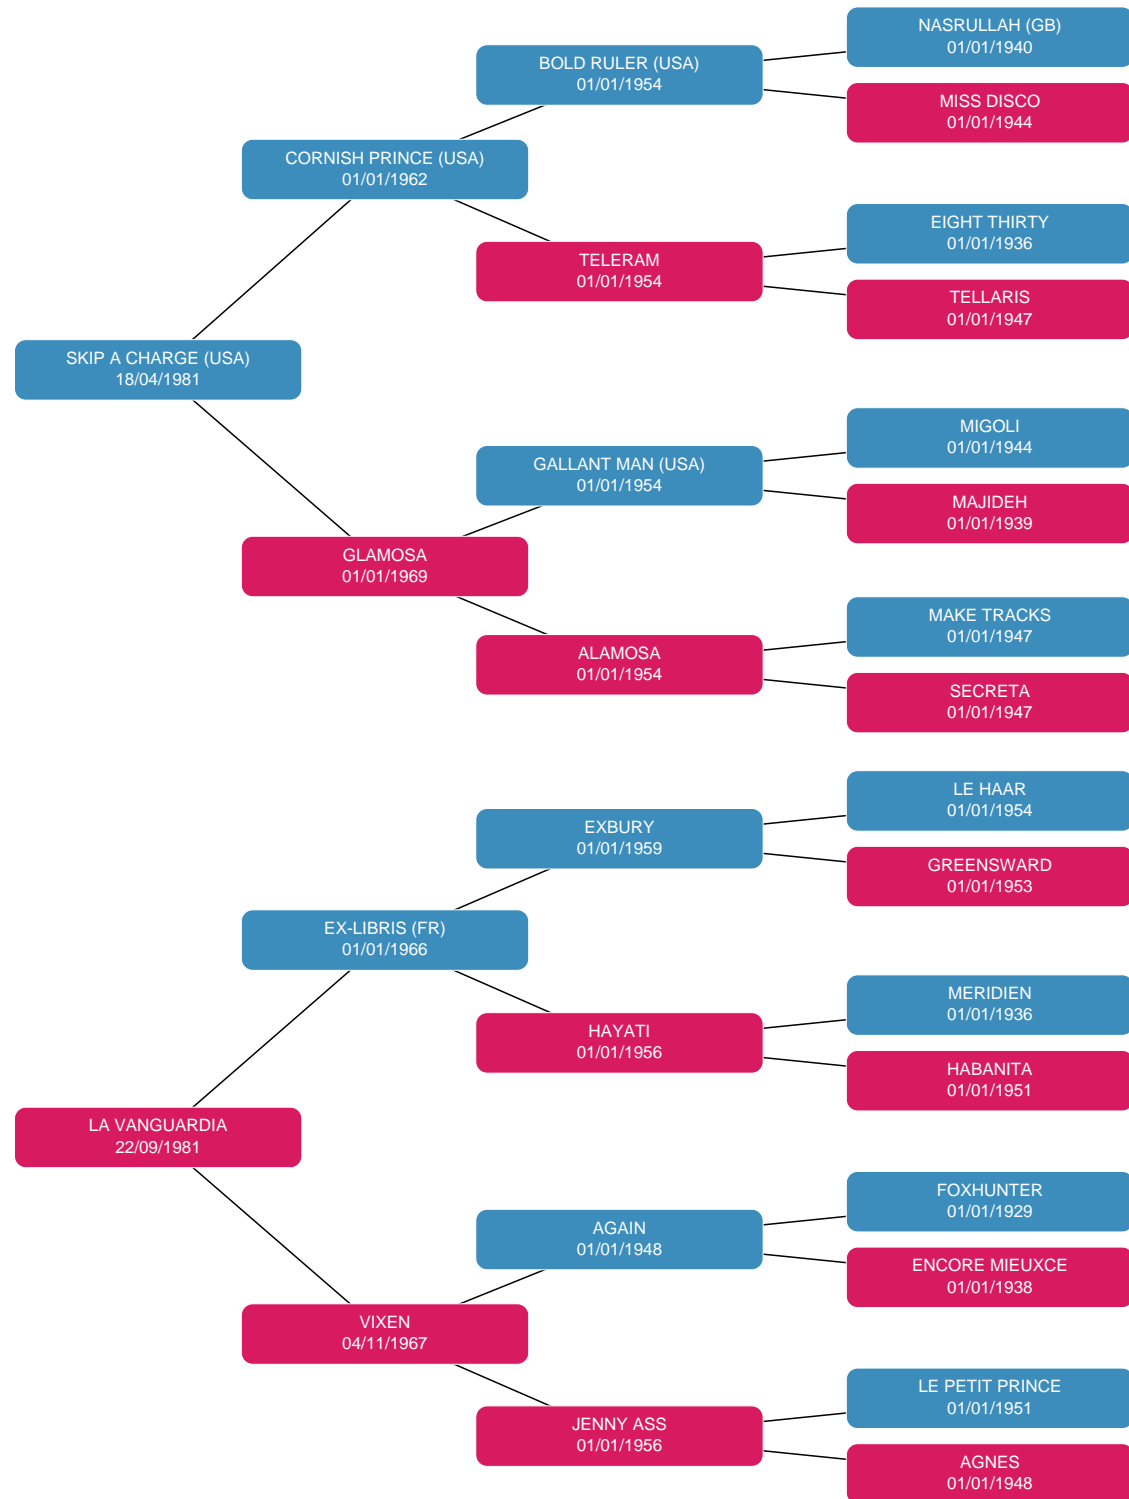 NASRULLAH (GB)
01/01/1940
BOLD RULER (USA)
01/01/1954
MISS DISCO
01/01/1944
CORNISH PRINCE (USA)
01/01/1962
EIGHT THIRTY
01/01/1936
TELERAM
01/01/1954
TELLARIS
01/01/1947
SKIP A CHARGE (USA)
18/04/1981
MIGOLI
01/01/1944
GALLANT MAN (USA)
01/01/1954
MAJIDEH
01/01/1939
GLAMOSA
01/01/1969
MAKE TRACKS
01/01/1947
ALAMOSA
01/01/1954
SECRETA
01/01/1947
LE HAAR
01/01/1954
EXBURY
01/01/1959
GREENSWARD
01/01/1953
EX-LIBRIS (FR)
01/01/1966
MERIDIEN
01/01/1936
HAYATI
01/01/1956
HABANITA
01/01/1951
LA VANGUARDIA
22/09/1981
FOXHUNTER
01/01/1929
AGAIN
01/01/1948
ENCORE MIEUXCE
01/01/1938
VIXEN
04/11/1967
LE PETIT PRINCE
01/01/1951
JENNY ASS
01/01/1956
AGNES
01/01/1948